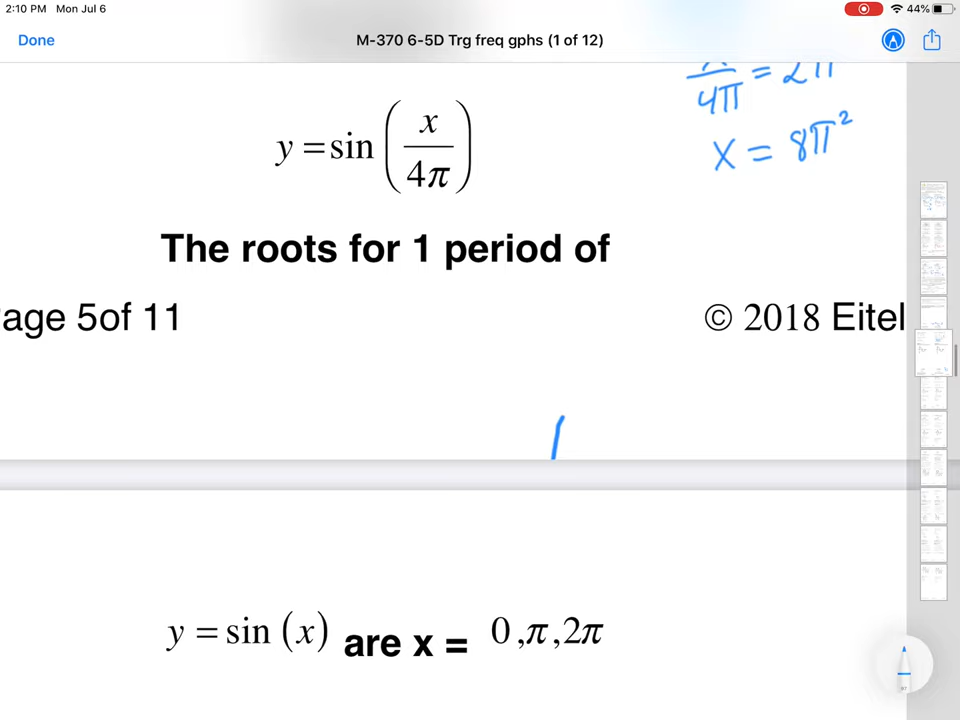 2:10 PM Mon Jul 6 44%
Done M-370 6-5D Trg freq gphs (1 of 12)
x/4π = 2π
y = sin (x/4π)
x = 8π²
The roots for 1 period of
age 5of 11 © 2018 Eitel
y = sin (x) are x = 0 ,π ,2π
97